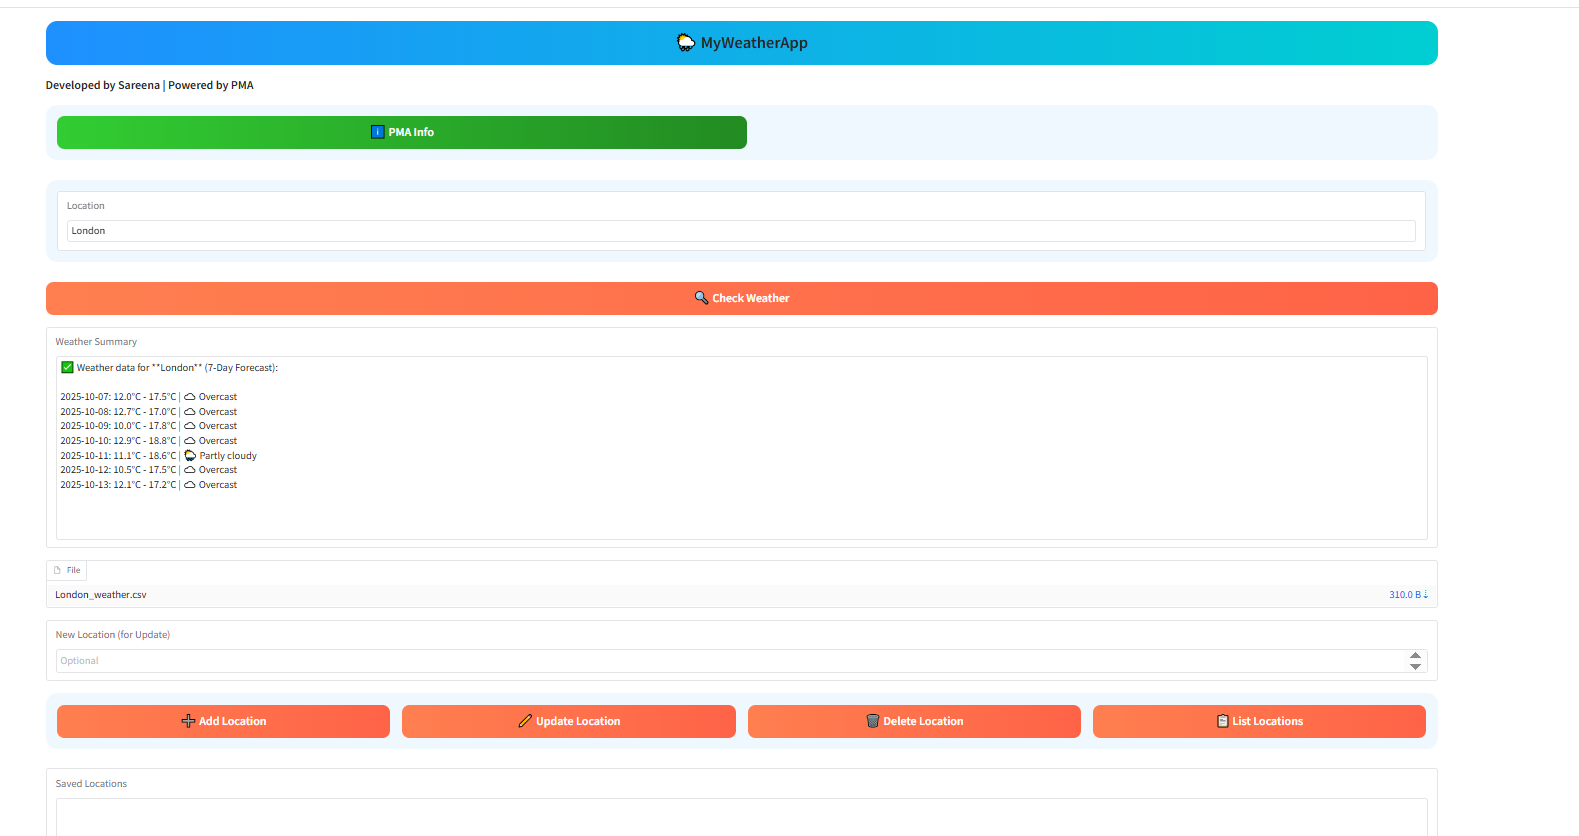 MyWeatherApp
Developed by Sareena | Powered by PMA
PMA Info
Location
London
Check Weather
Weather Summary
✅ Weather data for **London** (7-Day Forecast):
2025-10-07: 12.0°C - 17.5°C | ☁ Overcast
2025-10-08: 12.7°C - 17.0°C | ☁ Overcast
2025-10-09: 10.0°C - 17.8°C | ☁ Overcast
2025-10-10: 12.9°C - 18.8°C | ☁ Overcast
2025-10-11: 11.1°C - 18.6°C | 🌦 Partly cloudy
2025-10-12: 10.5°C - 17.5°C | ☁ Overcast
2025-10-13: 12.1°C - 17.2°C | ☁ Overcast
File
London_weather.csv 310.0 B ↓
New Location (for Update)
Optional
➕ Add Location ✏ Update Location 🗑 Delete Location 📋 List Locations
Saved Locations